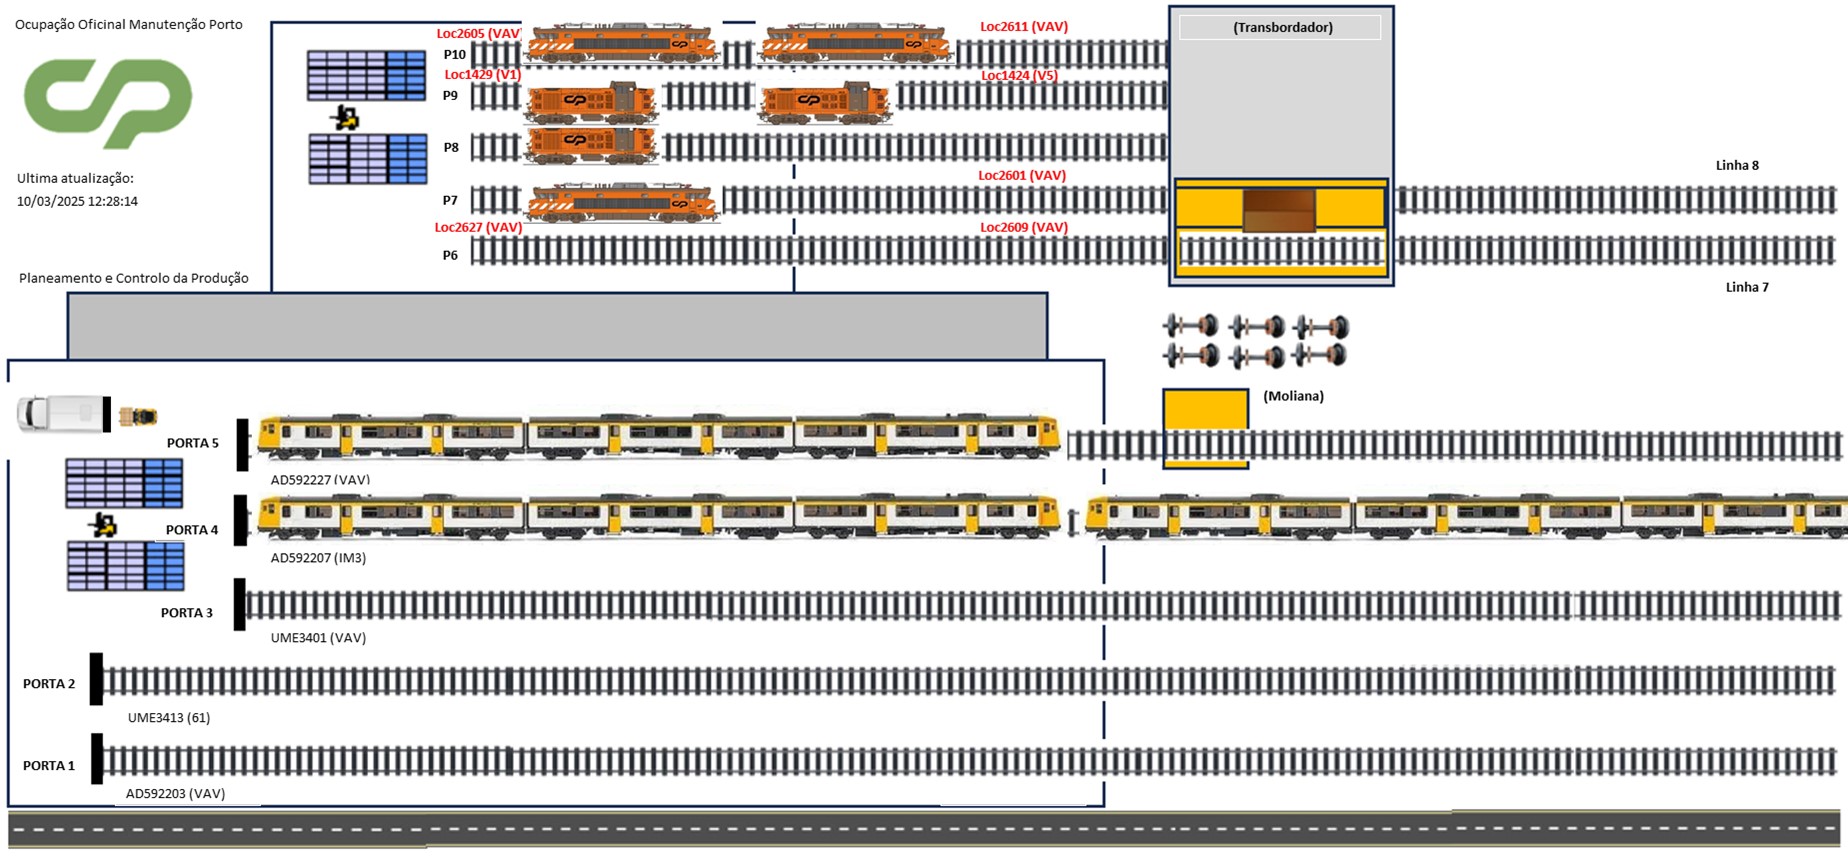 Ocupação Oficinal Manutenção Porto
CP
Ultima atualização:
10/03/2025 12:28:14
Planeamento e Controlo da Produção
Loc2605 (VAV)
Loc2611 (VAV)
P10
Loc1429 (V1)
Loc1424 (V5)
P9
P8
Loc2601 (VAV)
P7
Loc2627 (VAV)
Loc2609 (VAV)
P6
(Transbordador)
Linha 8
Linha 7
(Moliana)
PORTA 5
AD592227 (VAV)
PORTA 4
AD592207 (IM3)
PORTA 3
UME3401 (VAV)
PORTA 2
UME3413 (61)
PORTA 1
AD592203 (VAV)